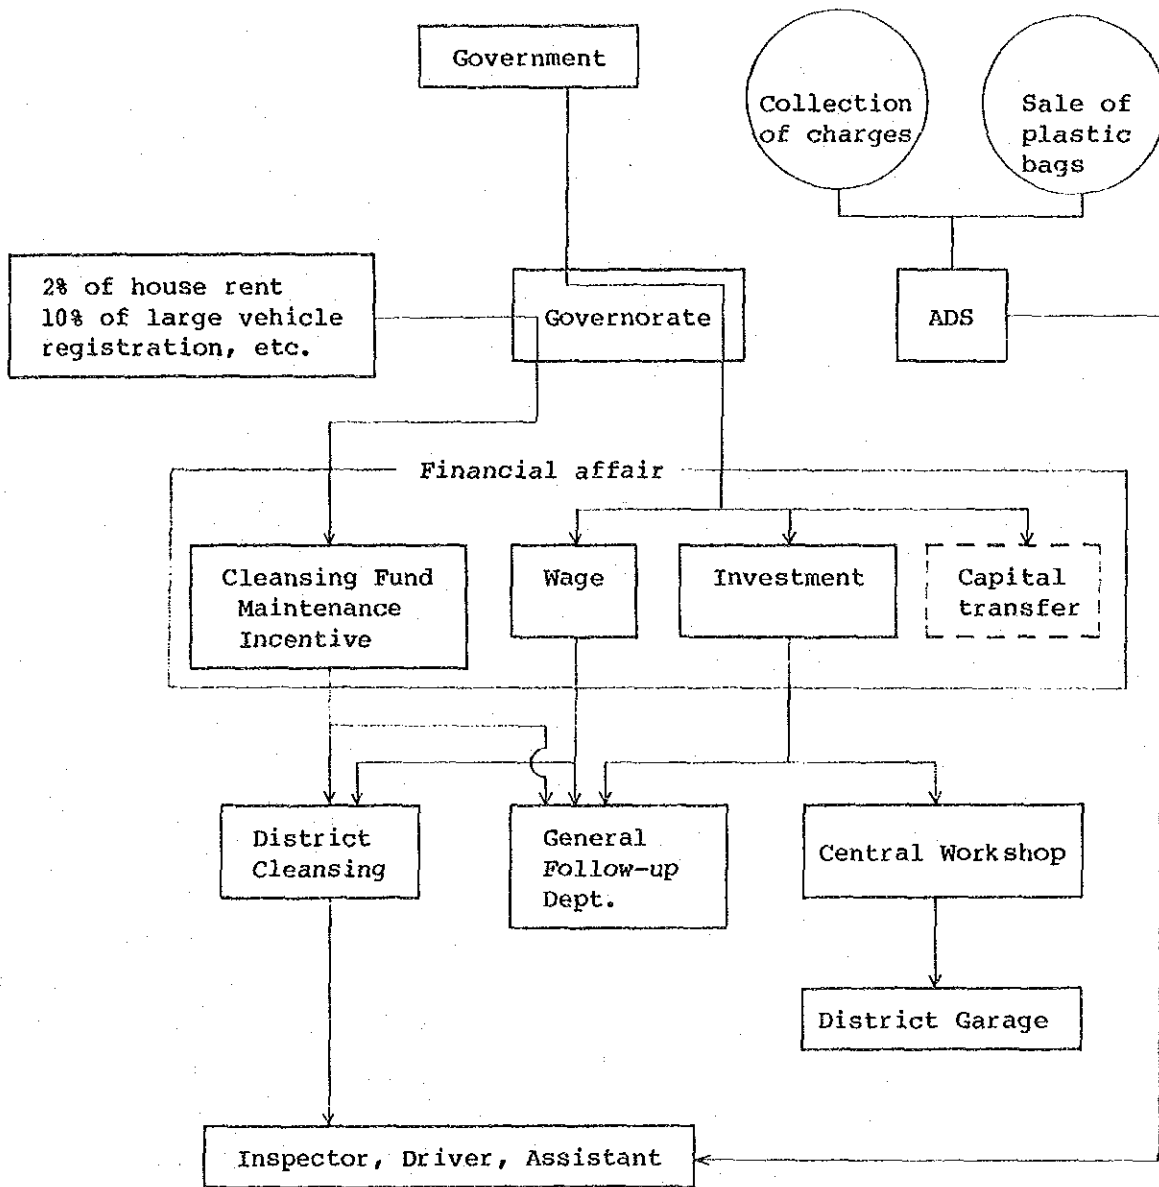 Government
Collection
of charges
Sale of
plastic
bags
2% of house rent
10% of large vehicle
registration, etc.
Governorate
ADS
Financial affair
Cleansing Fund
Maintenance
Incentive
Wage
Investment
Capital
transfer
District
Cleansing
General
Follow-up
Dept.
Central Workshop
District Garage
Inspector, Driver, Assistant